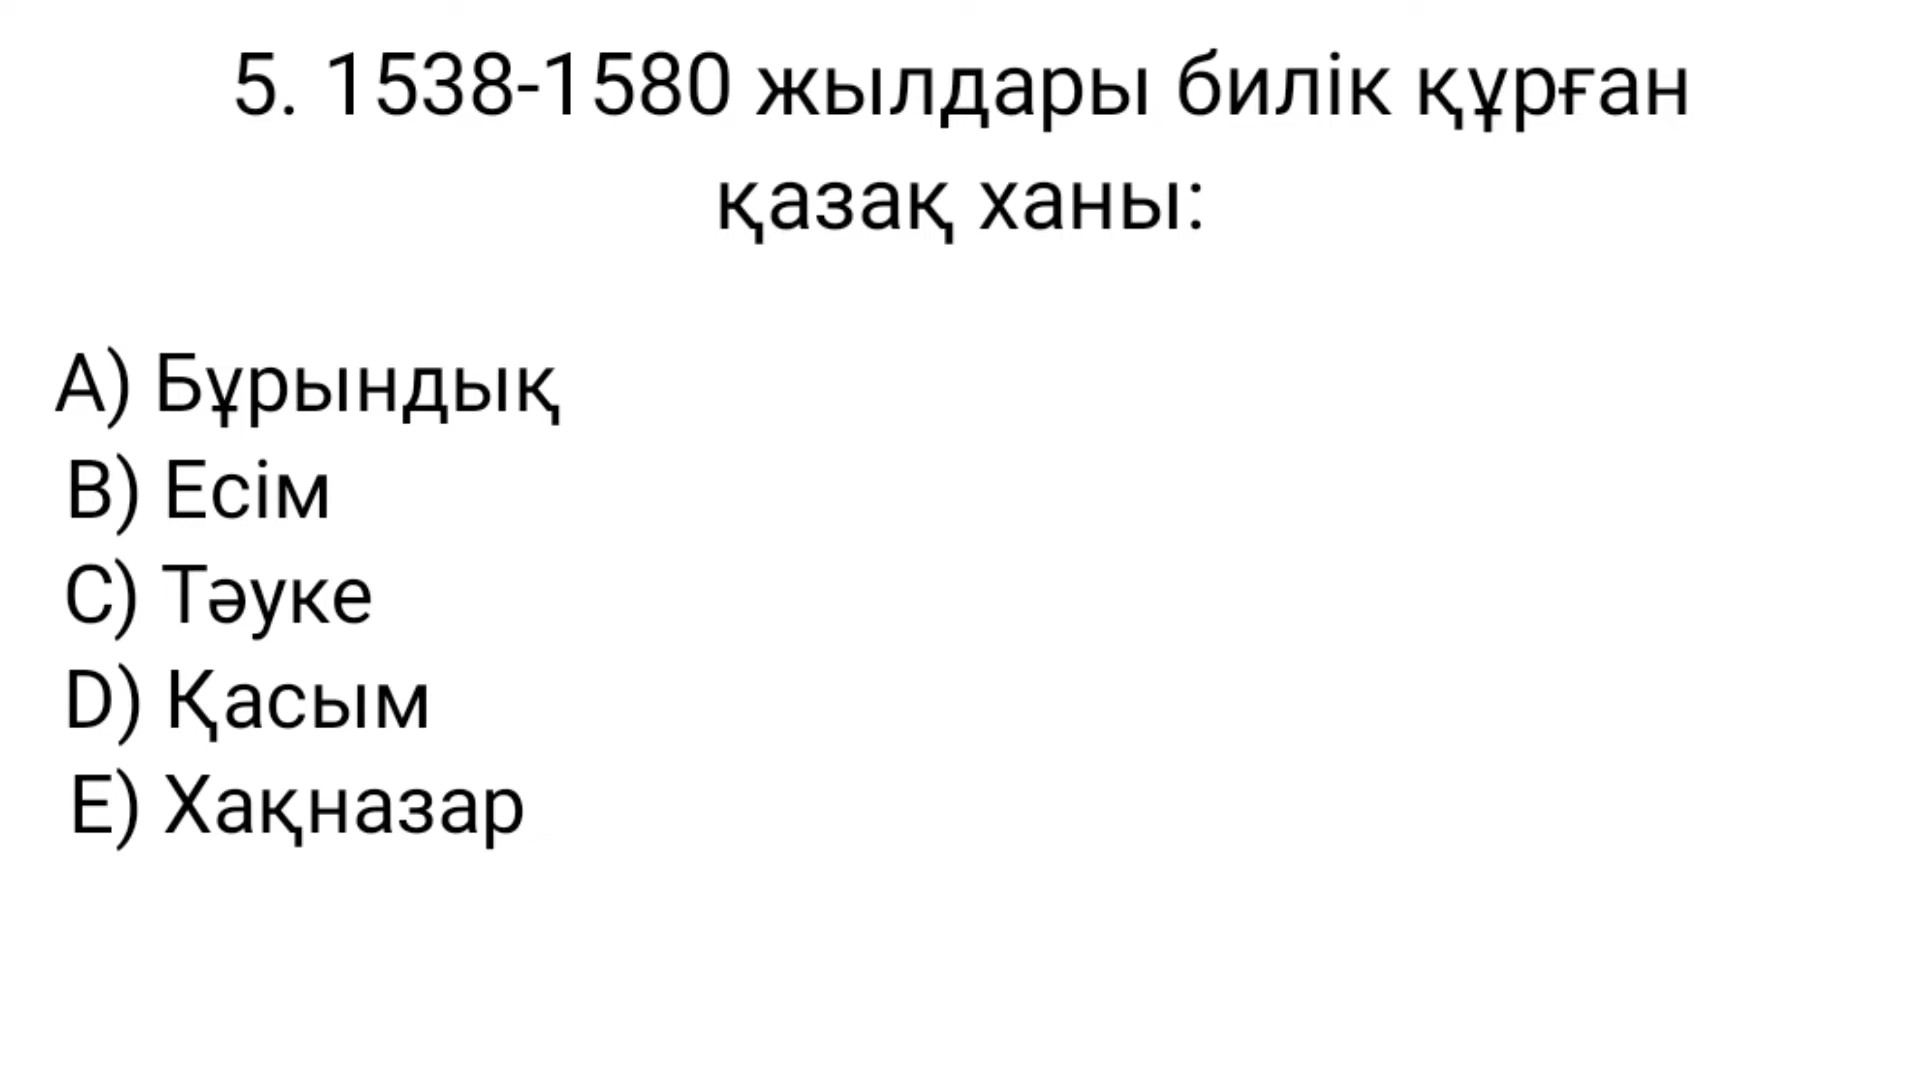 5. 1538-1580 жылдары билік құрған
қазақ ханы:
A) Бұрындық
B) Есім
C) Тәуке
D) Қасым
E) Хақназар